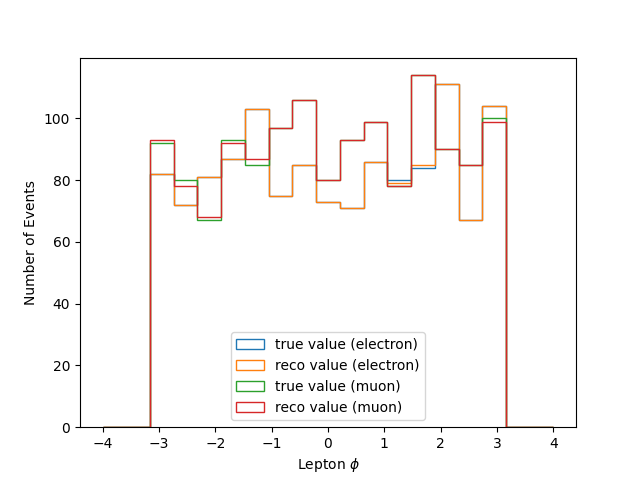 Number of Events
100
80
60
40
20
0
−4
−3
−2
−1
0
1
2
3
4
Lepton ϕ
true value (electron)
reco value (electron)
true value (muon)
reco value (muon)